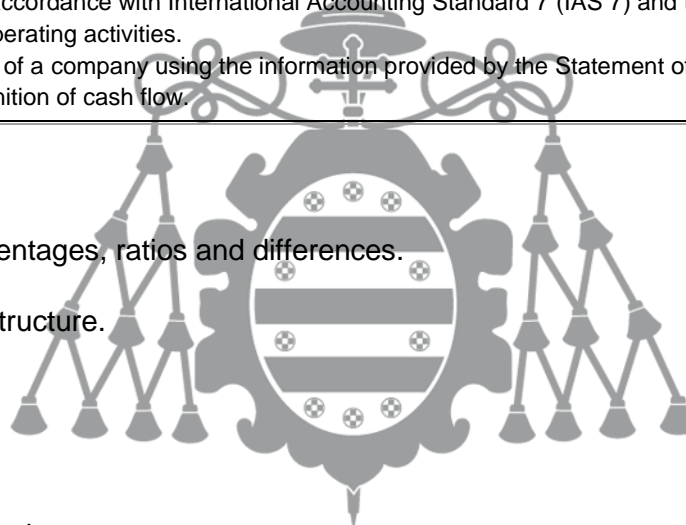 ccordance with International Accounting Standard 7 (IAS 7) and
perating activities.
of a company using the information provided by the Statement of
nition of cash flow.
entages, ratios and differences.
tructure.